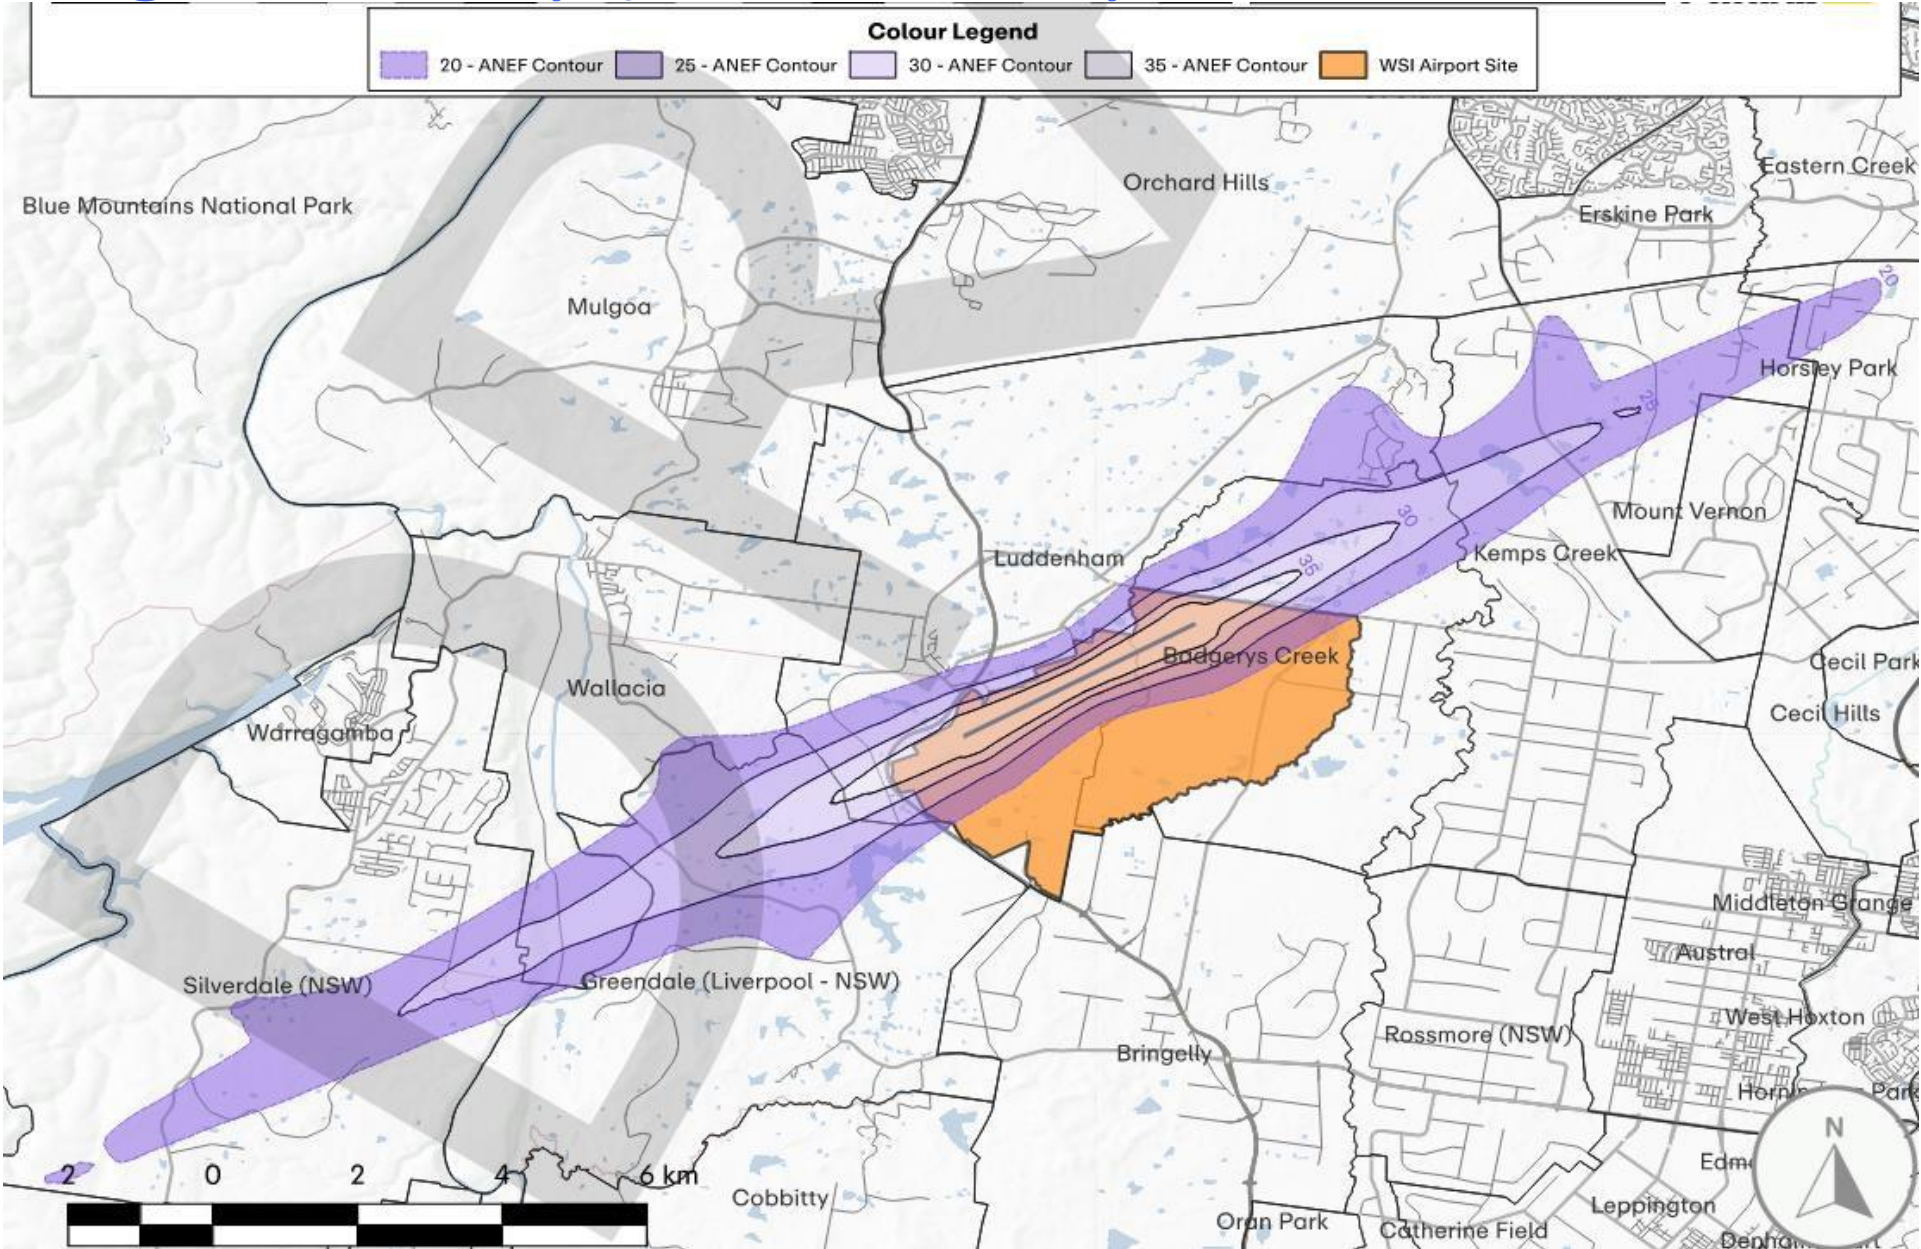 Colour Legend
20 - ANEF Contour
25 - ANEF Contour
30 - ANEF Contour
35 - ANEF Contour
WSI Airport Site
Eastern Creek
Orchard Hills
Blue Mountains National Park
Erskine Park
20
Mulgoa
Horsley Park
25
Mount Vernon
30
Kemps Creek
Luddenham
35
Badgerys Creek
Cecil Park
Wallacia
Cecil Hills
Warragamba
Middleton Grange
Austral
Silverdale (NSW)
Greendale (Liverpool - NSW)
West Hoxton
Rossmore (NSW)
Bringelly
N
2 0 2 4 6 km
Cobbitty
Leppington
Oran Park
Catherine Field